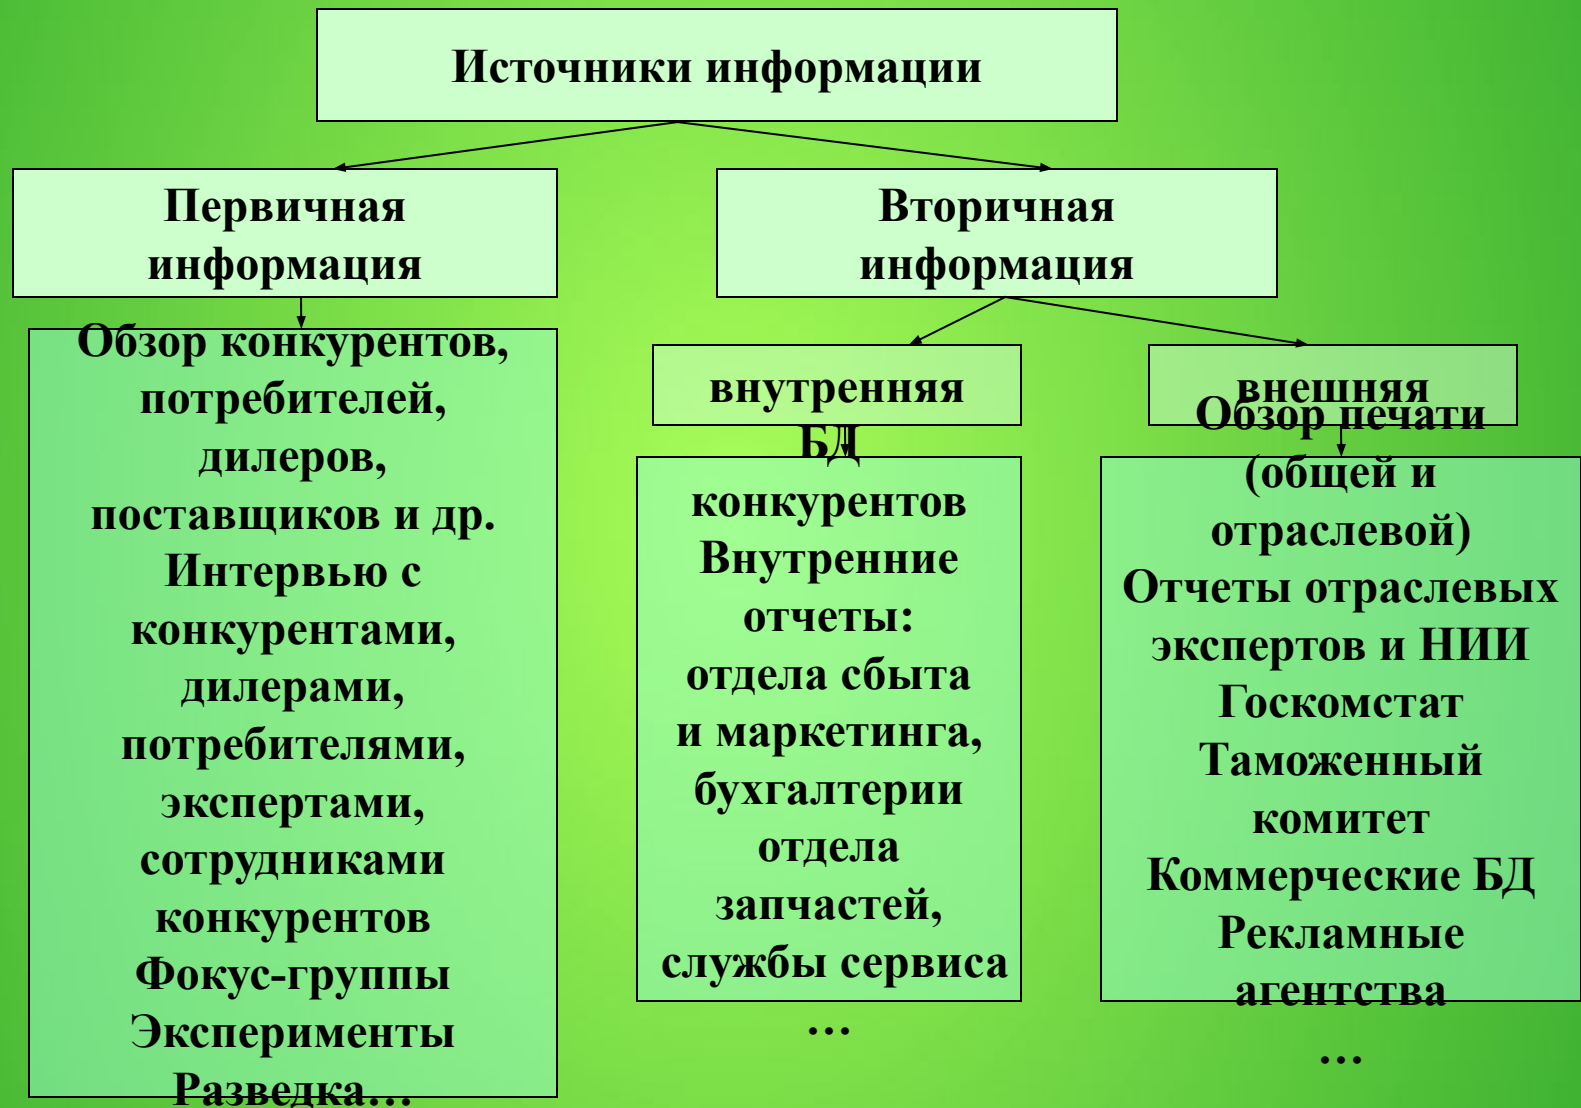 Источники информации
Первичная
информация
Вторичная
информация
Обзор конкурентов,
потребителей,
дилеров,
поставщиков и др.
Интервью с
конкурентами,
дилерами,
потребителями,
экспертами,
сотрудниками
конкурентов
Фокус-группы
Эксперименты
Разведка…
внутренняя
БД
конкурентов
Внутренние
отчеты:
отдела сбыта
и маркетинга,
бухгалтерии
отдела
запчастей,
службы сервиса
…
внешняя
Обзор печати
(общей и
отраслевой)
Отчеты отраслевых
экспертов и НИИ
Госкомстат
Таможенный
комитет
Коммерческие БД
Рекламные
агентства
…